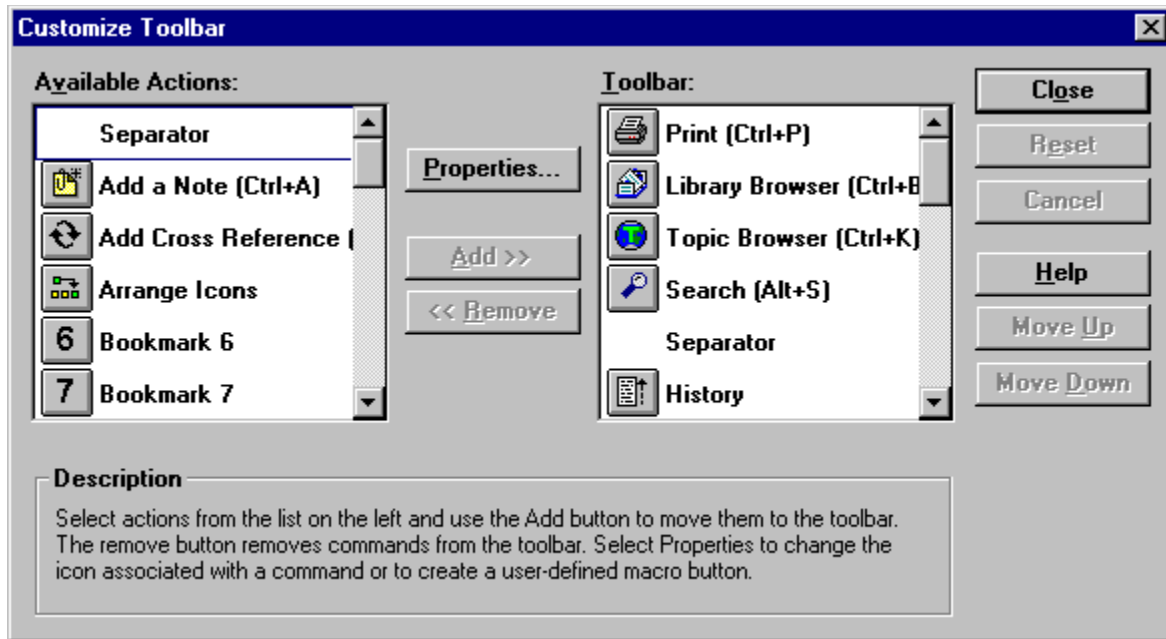 Customize Toolbar
Available Actions:
Separator
Add a Note (Ctrl+A)
Add Cross Reference (
Arrange Icons
6 Bookmark 6
7 Bookmark 7
Properties...
Add >>
<< Remove
Toolbar:
Print (Ctrl+P)
Library Browser (Ctrl+B
Topic Browser (Ctrl+K)
Search (Alt+S)
Separator
History
Close
Reset
Cancel
Help
Move Up
Move Down
Description
Select actions from the list on the left and use the Add button to move them to the toolbar.
The remove button removes commands from the toolbar. Select Properties to change the
icon associated with a command or to create a user-defined macro button.